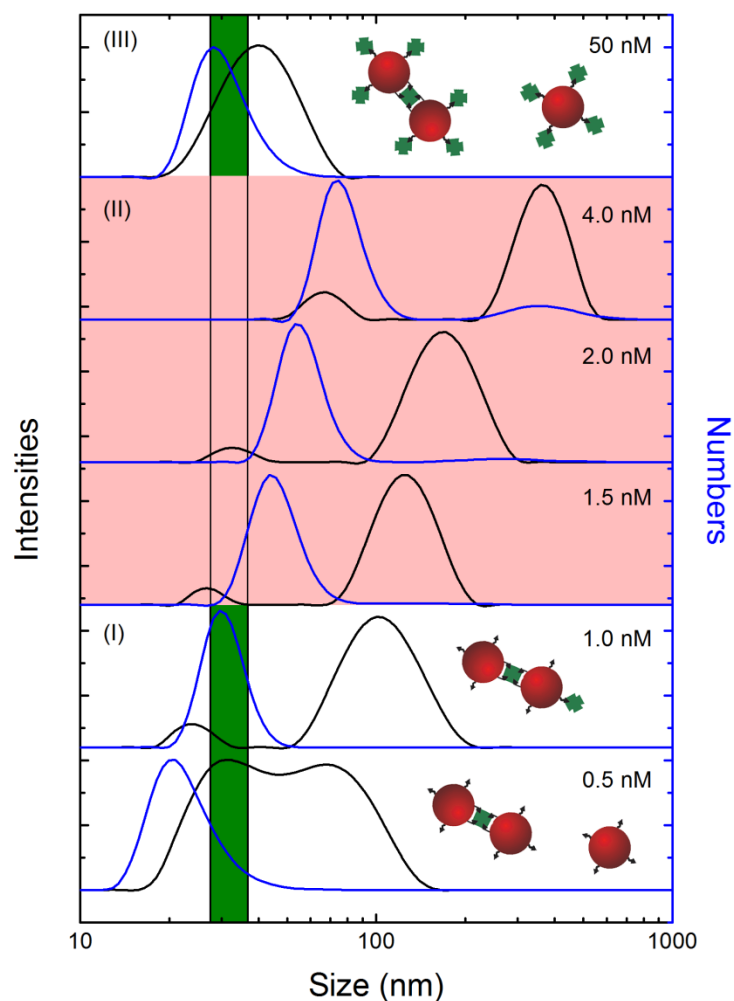 (III)
50 nM
(II)
4.0 nM
2.0 nM
1.5 nM
(I)
1.0 nM
0.5 nM
Intensities
Numbers
10
100
1000
Size (nm)